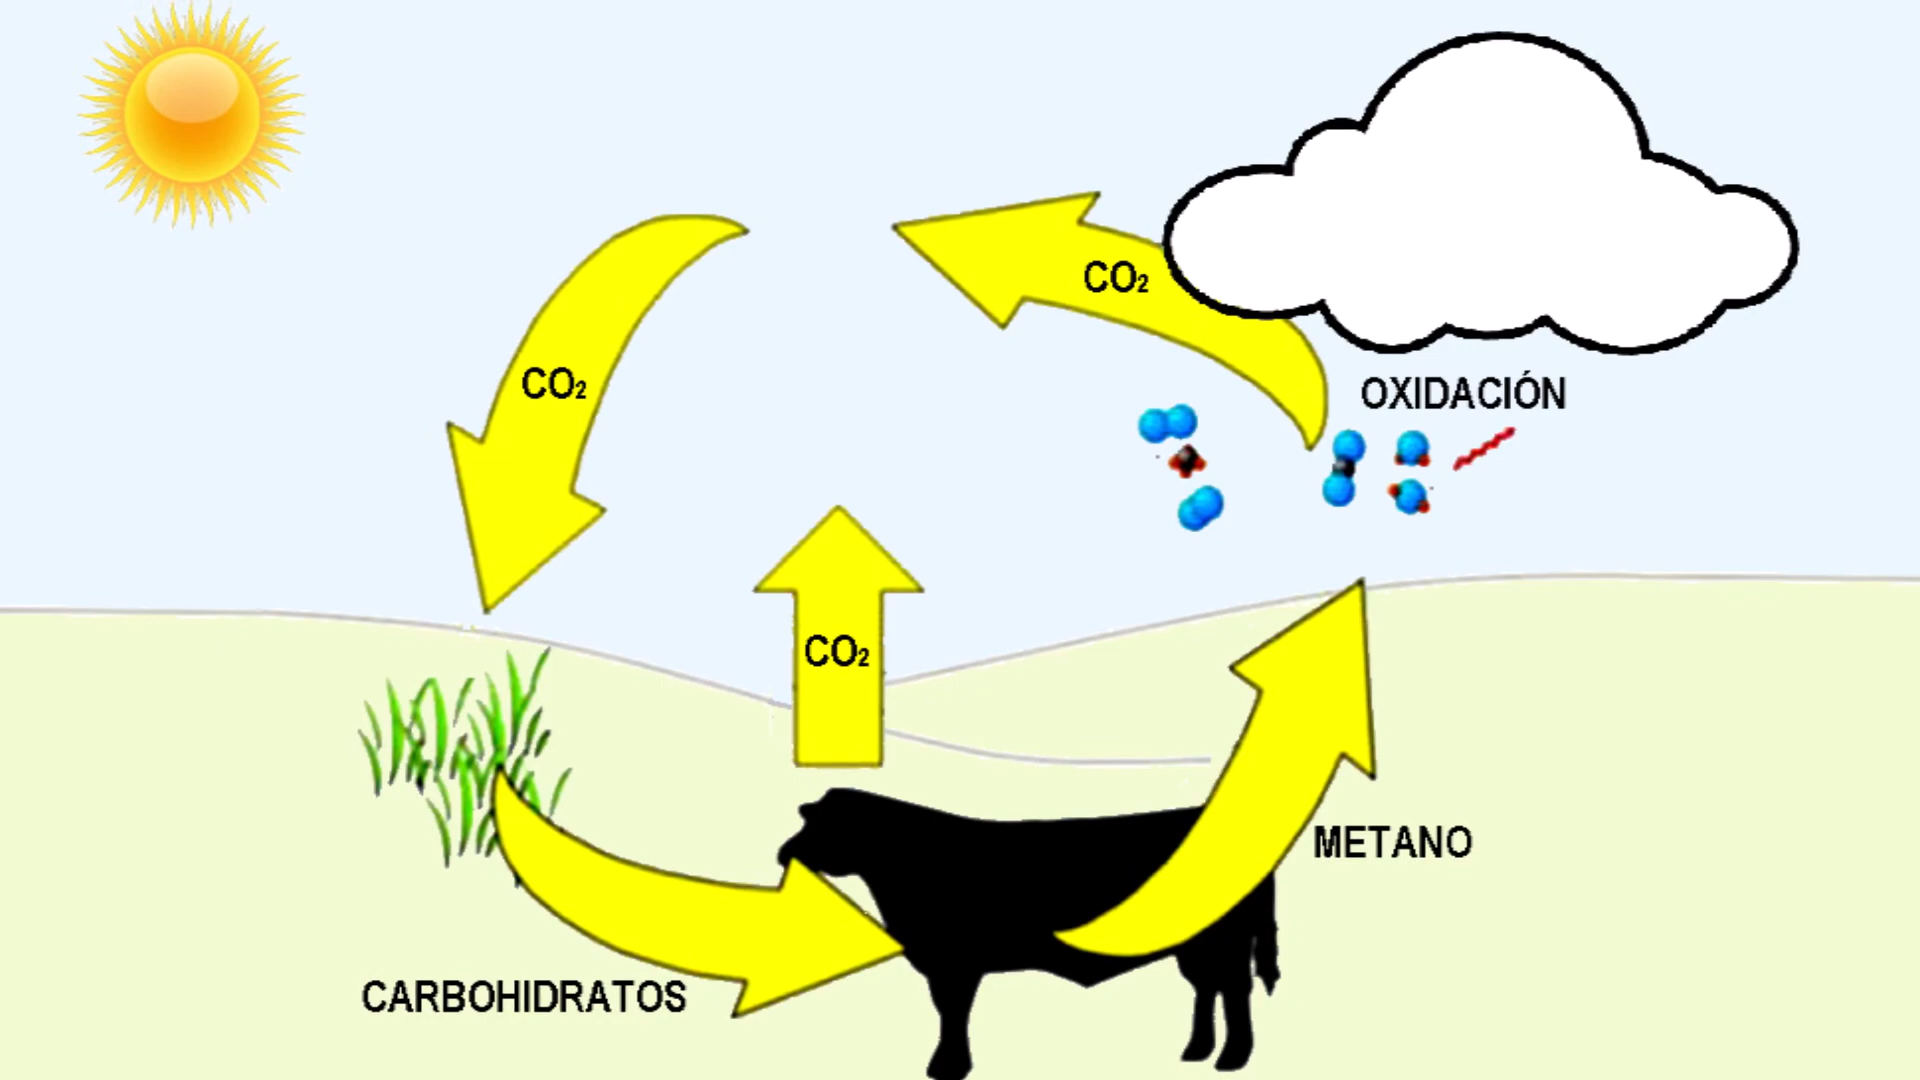 CO₂
CO₂
OXIDACIÓN
CO₂
METANO
CARBOHIDRATOS